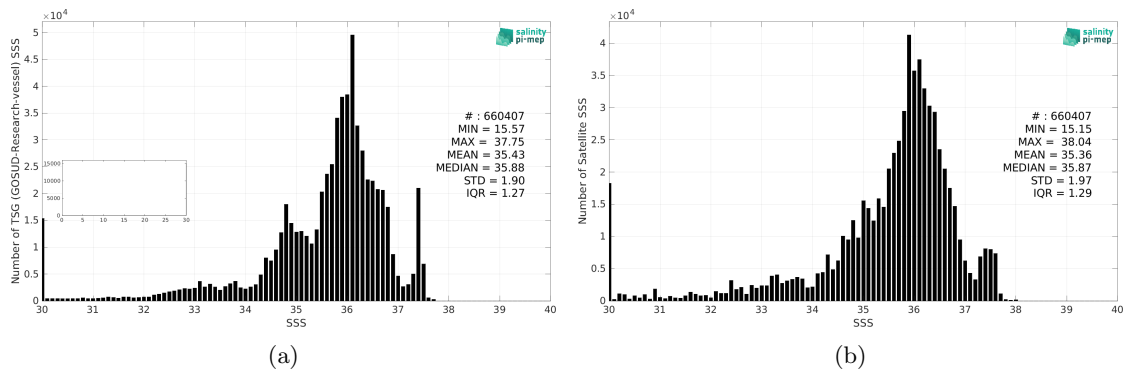 ×10⁴
5
4.5
4
3.5
3
2.5
2
1.5
1
0.5
0
Number of TSG (GOSUD-Research-vessel) SSS
30 31 32 33 34 35 36 37 38 39 40
SSS
15000
10000
5000
0
0 5 10 15 20 25 30
salinity
pi-mep
# : 660407
MIN = 15.57
MAX = 37.75
MEAN = 35.43
MEDIAN = 35.88
STD = 1.90
IQR = 1.27
(a)
×10⁴
4
3.5
3
2.5
2
1.5
1
0.5
0
Number of Satellite SSS
30 31 32 33 34 35 36 37 38 39 40
SSS
salinity
pi-mep
# : 660407
MIN = 15.15
MAX = 38.04
MEAN = 35.36
MEDIAN = 35.87
STD = 1.97
IQR = 1.29
(b)